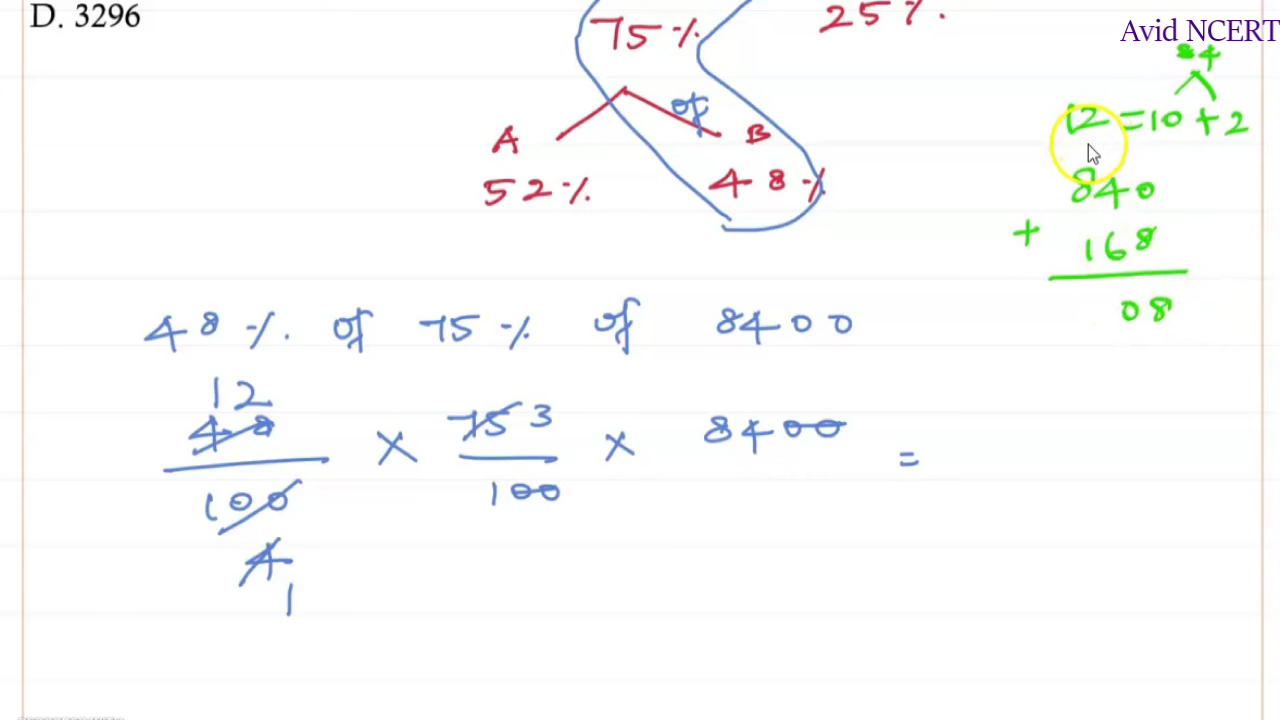 D. 3296
75% 25%.
Avid NCERT
84
12 = 10 + 2
of
A B
52% 48%
840
+ 168
08
48% of 75% of 8400
12 3
48 × 75 × 8400 =
100 100
4
1